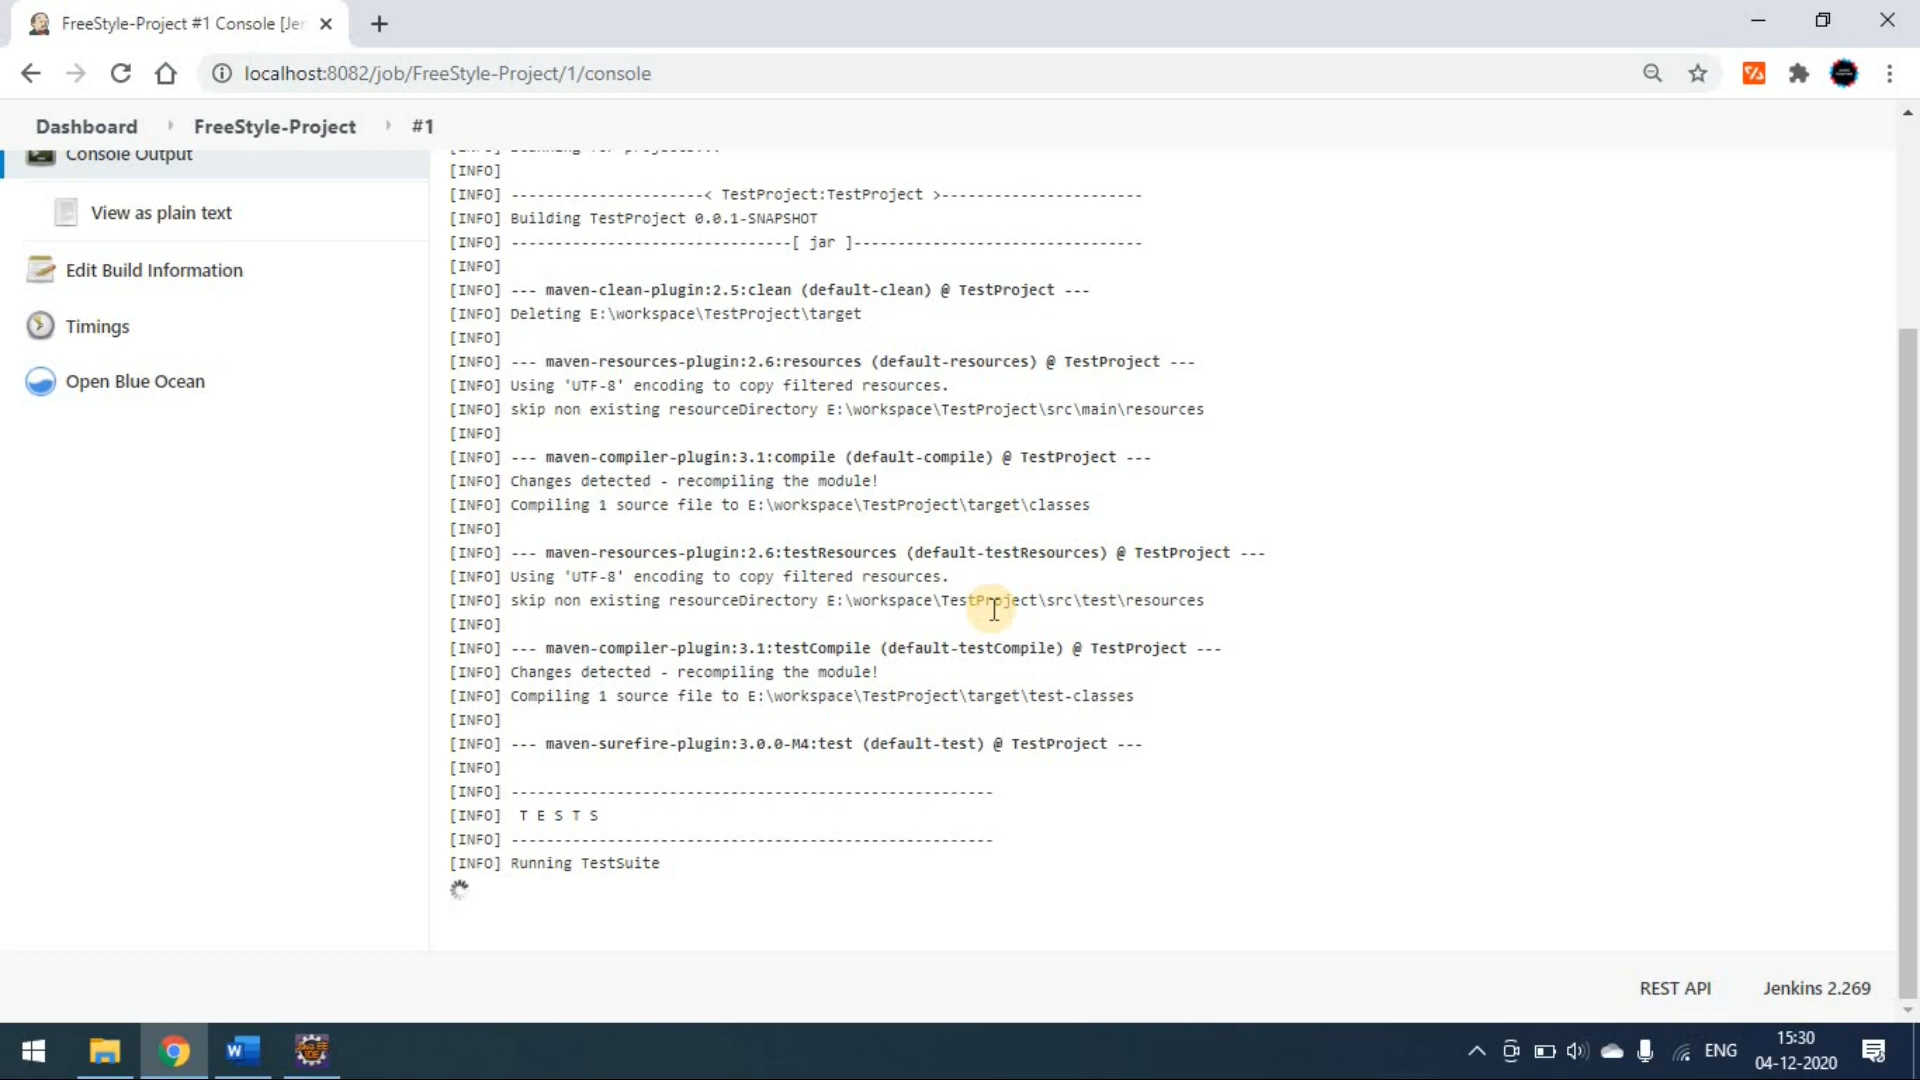 FreeStyle-Project #1 Console [Jer
localhost:8082/job/FreeStyle-Project/1/console
Dashboard FreeStyle-Project #1
Console Output
View as plain text
Edit Build Information
Timings
Open Blue Ocean
[INFO] Scanning for projects...
[INFO]
[INFO] ----------------------< TestProject:TestProject >-----------------------
[INFO] Building TestProject 0.0.1-SNAPSHOT
[INFO] --------------------------------[ jar ]---------------------------------
[INFO]
[INFO] --- maven-clean-plugin:2.5:clean (default-clean) @ TestProject ---
[INFO] Deleting E:\workspace\TestProject\target
[INFO]
[INFO] --- maven-resources-plugin:2.6:resources (default-resources) @ TestProject ---
[INFO] Using 'UTF-8' encoding to copy filtered resources.
[INFO] skip non existing resourceDirectory E:\workspace\TestProject\src\main\resources
[INFO]
[INFO] --- maven-compiler-plugin:3.1:compile (default-compile) @ TestProject ---
[INFO] Changes detected - recompiling the module!
[INFO] Compiling 1 source file to E:\workspace\TestProject\target\classes
[INFO]
[INFO] --- maven-resources-plugin:2.6:testResources (default-testResources) @ TestProject ---
[INFO] Using 'UTF-8' encoding to copy filtered resources.
[INFO] skip non existing resourceDirectory E:\workspace\TestProject\src\test\resources
[INFO]
[INFO] --- maven-compiler-plugin:3.1:testCompile (default-testCompile) @ TestProject ---
[INFO] Changes detected - recompiling the module!
[INFO] Compiling 1 source file to E:\workspace\TestProject\target\test-classes
[INFO]
[INFO] --- maven-surefire-plugin:3.0.0-M4:test (default-test) @ TestProject ---
[INFO]
[INFO] -------------------------------------------------------
[INFO]  T E S T S
[INFO] -------------------------------------------------------
[INFO] Running TestSuite
REST API
Jenkins 2.269
ENG
15:30
04-12-2020